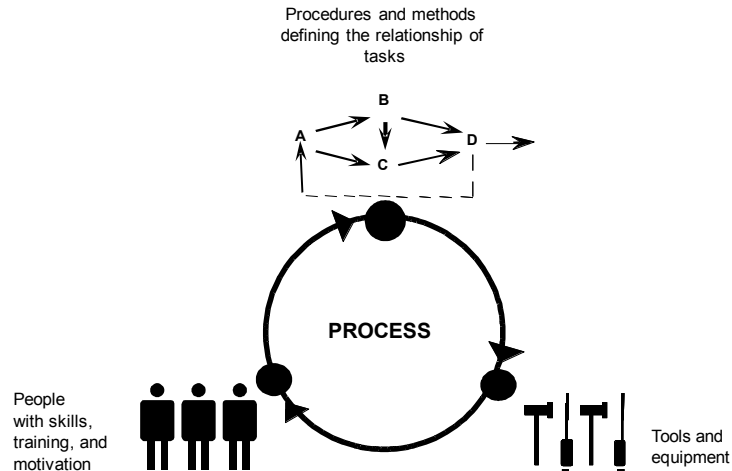 Procedures and methods
defining the relationship of
tasks
B
A
D
C
PROCESS
People
with skills,
training, and
motivation
Tools and
equipment